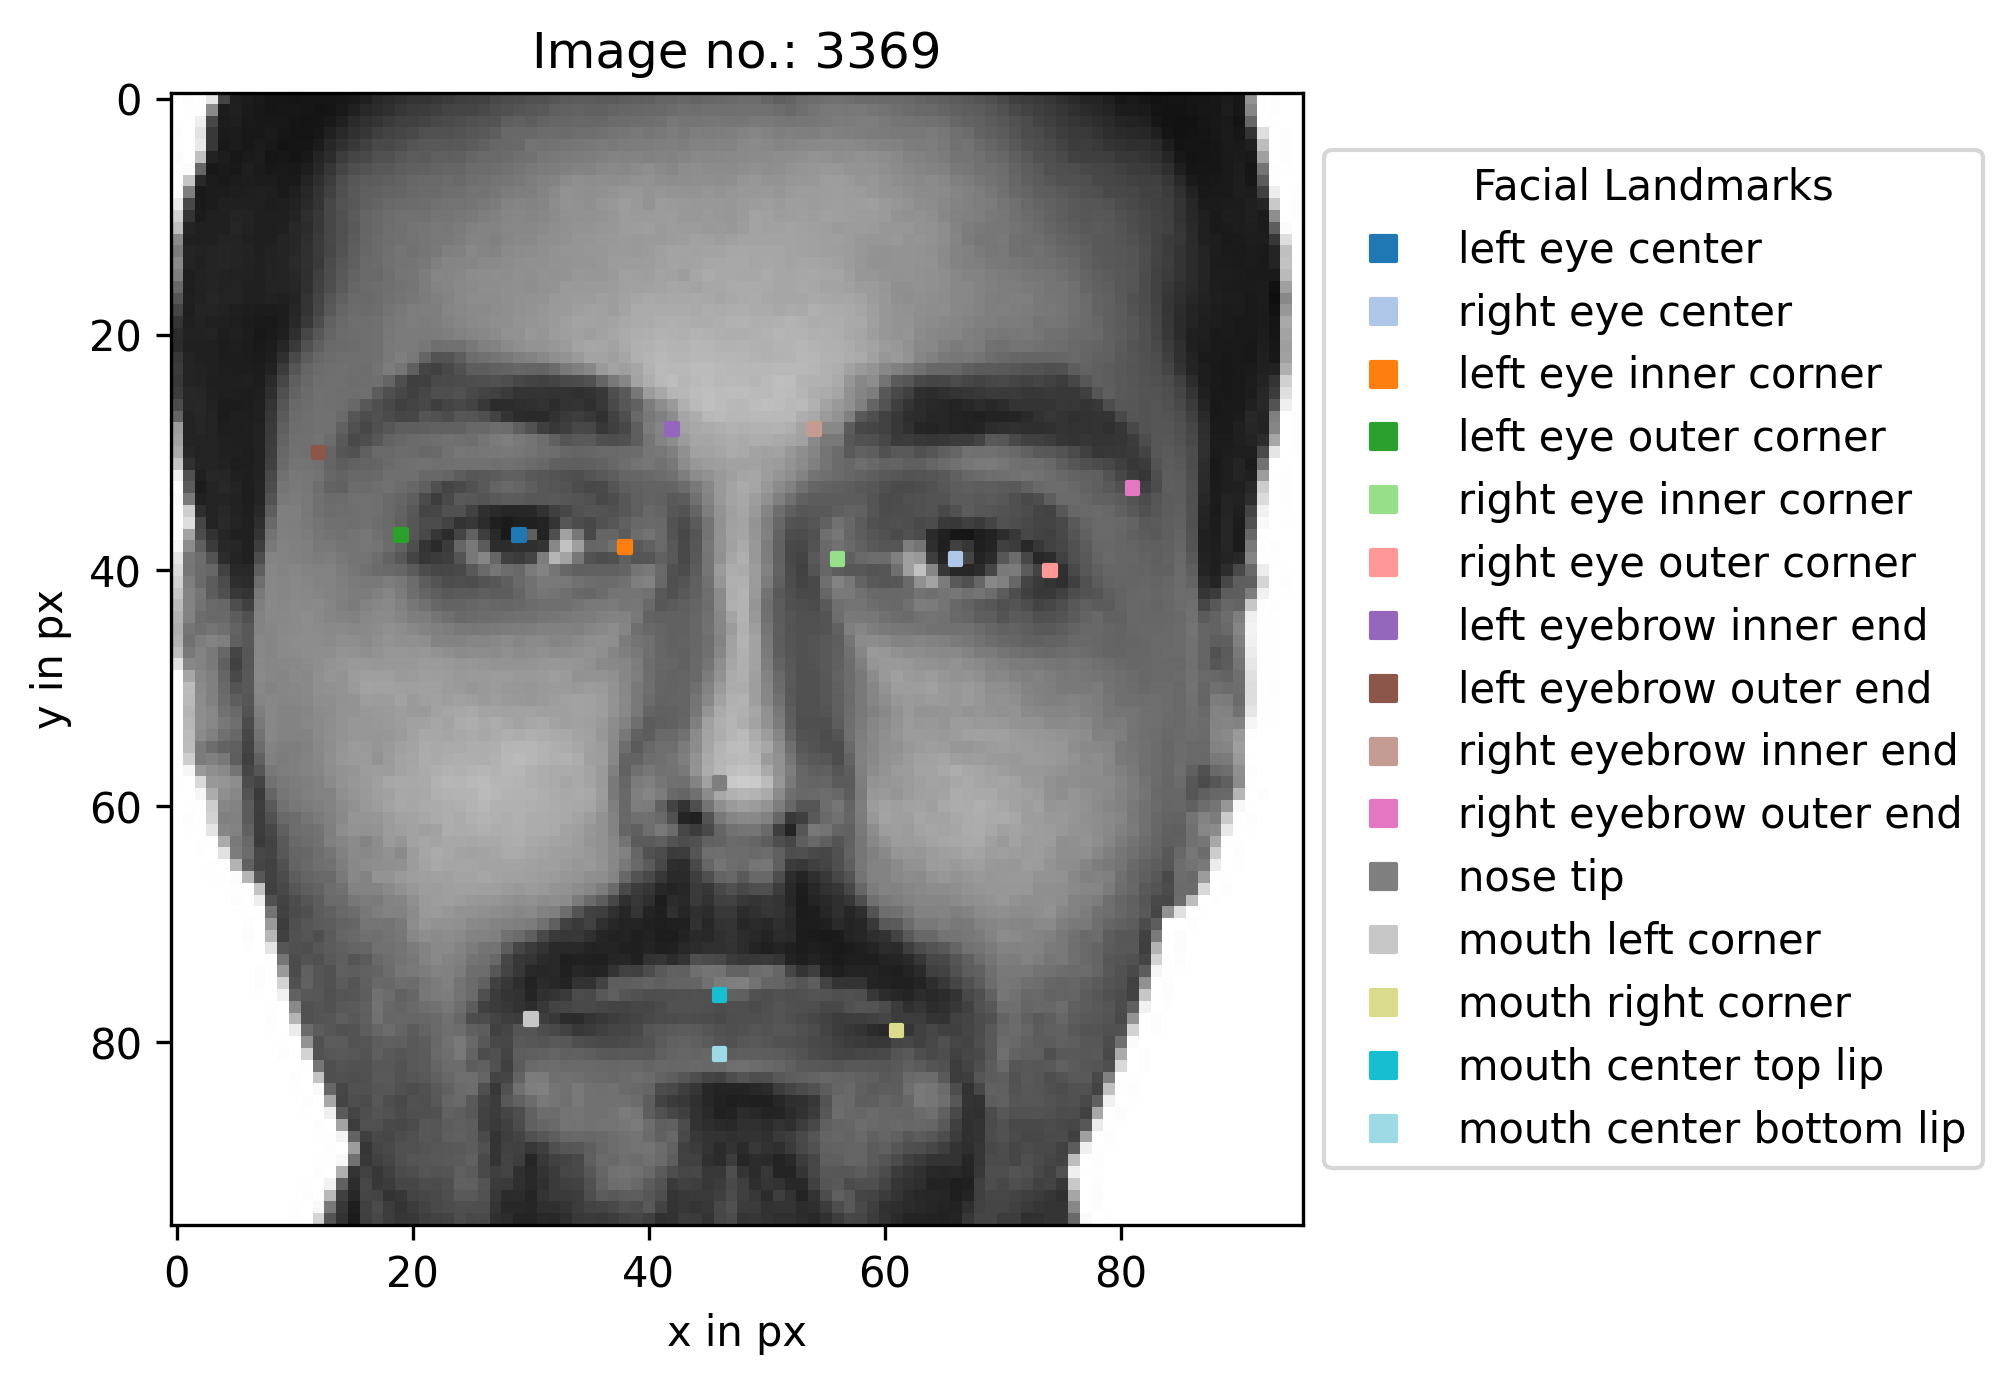 Image no.: 3369
0
20
40
60
80
y in px
0 20 40 60 80
x in px
Facial Landmarks
left eye center
right eye center
left eye inner corner
left eye outer corner
right eye inner corner
right eye outer corner
left eyebrow inner end
left eyebrow outer end
right eyebrow inner end
right eyebrow outer end
nose tip
mouth left corner
mouth right corner
mouth center top lip
mouth center bottom lip